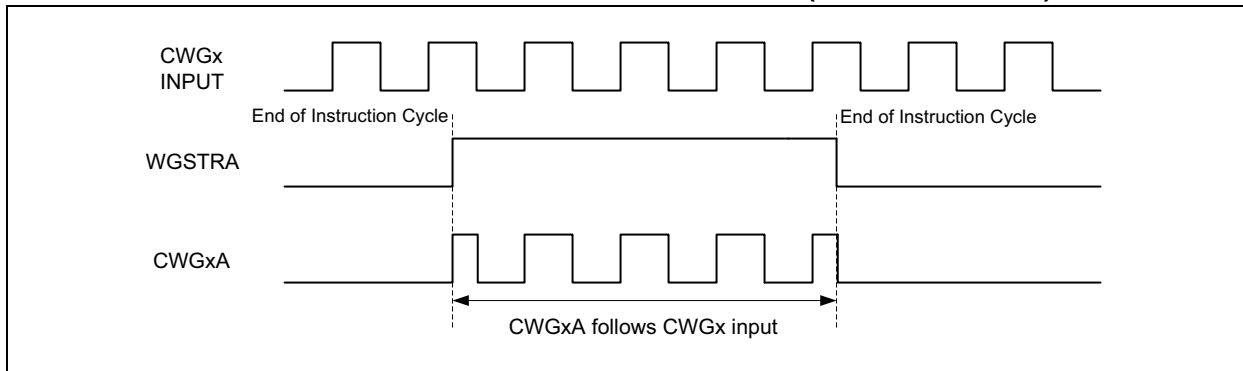 CWGx
INPUT
End of Instruction Cycle
End of Instruction Cycle
WGSTRA
CWGxA
CWGxA follows CWGx input